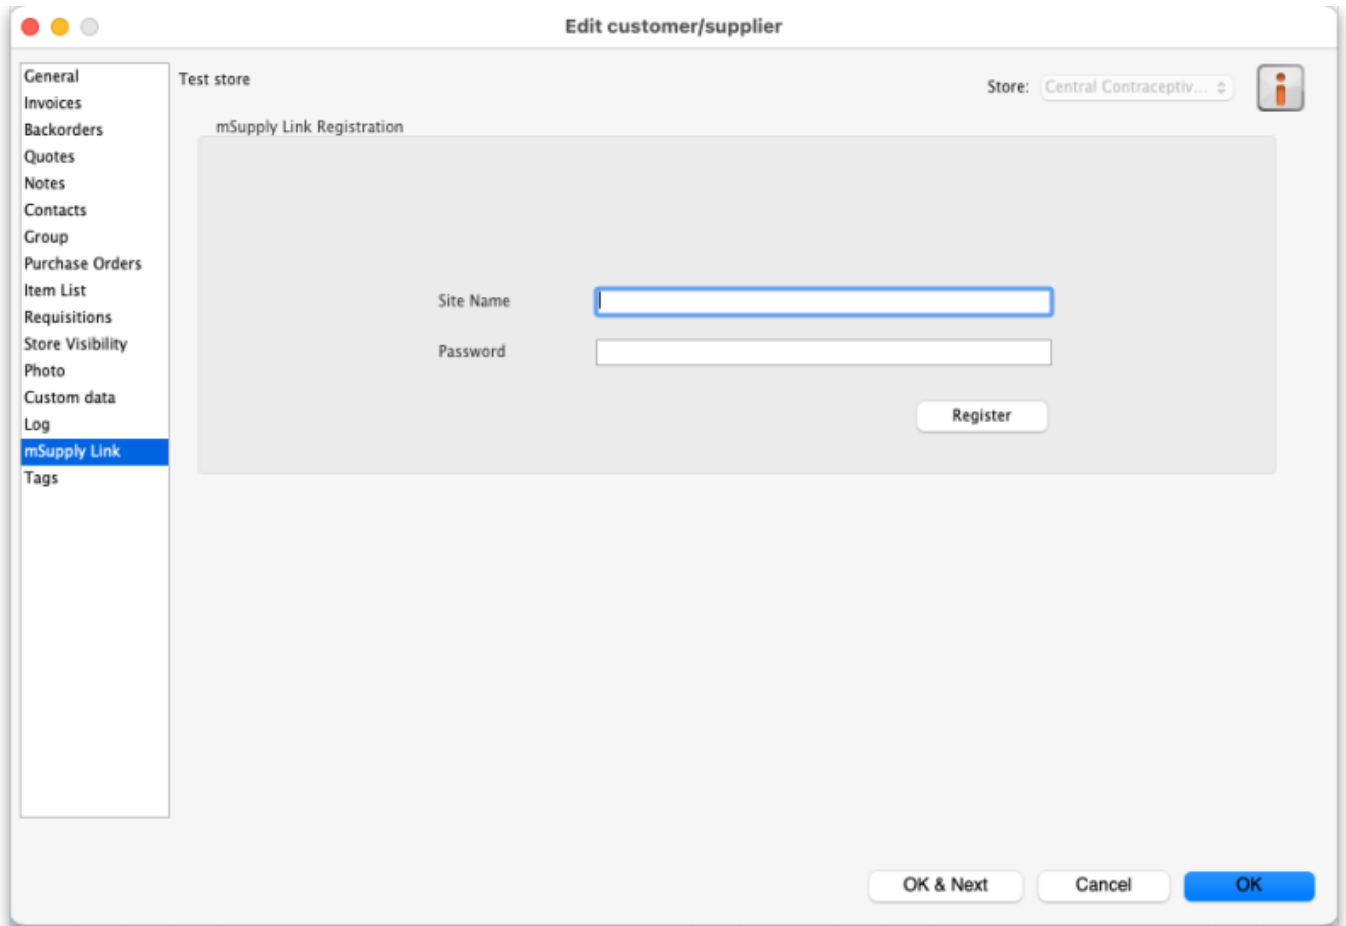 Edit customer/supplier
General
Invoices
Backorders
Quotes
Notes
Contacts
Group
Purchase Orders
Item List
Requisitions
Store Visibility
Photo
Custom data
Log
mSupply Link
Tags
Test store
Store: Central Contraceptiv...
mSupply Link Registration
Site Name
Password
Register
OK & Next Cancel OK